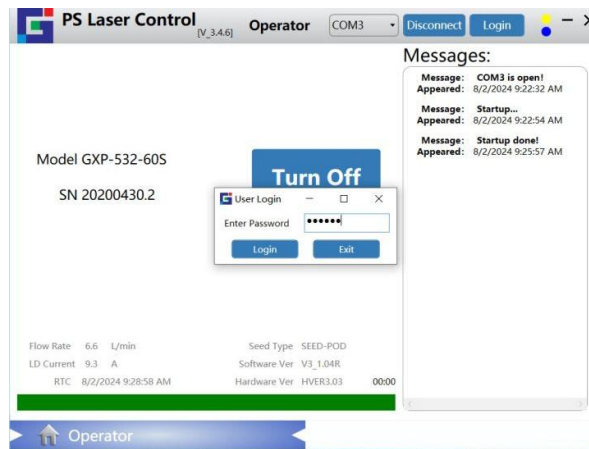 PS Laser Control
[V_3.4.6]
Operator
COM3
Disconnect
Login
Messages:
Message: COM3 is open!
Appeared: 8/2/2024 9:22:32 AM
Message: Startup...
Appeared: 8/2/2024 9:22:54 AM
Message: Startup done!
Appeared: 8/2/2024 9:25:57 AM
Model GXP-532-60S
SN 20200430.2
Turn Off
User Login
Enter Password ••••••
Login Exit
Flow Rate 6.6 L/min Seed Type SEED-POD
LD Current 9.3 A Software Ver V3_1.04R
RTC 8/2/2024 9:28:58 AM Hardware Ver HVER3.03 00:00
Operator